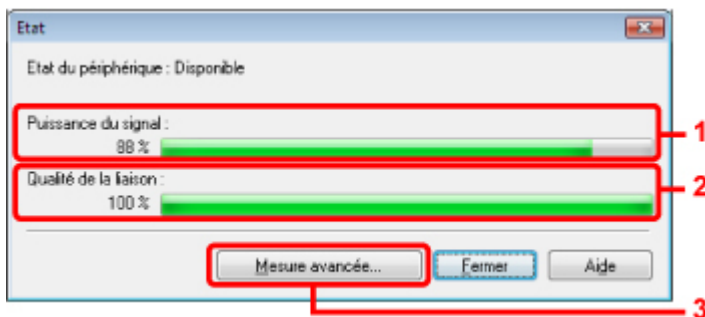 Etat
Etat du périphérique : Disponible
Puissance du signal :
1
88 %
Qualité de la liaison :
2
100 %
Mesure avancée... Fermer Aide
3